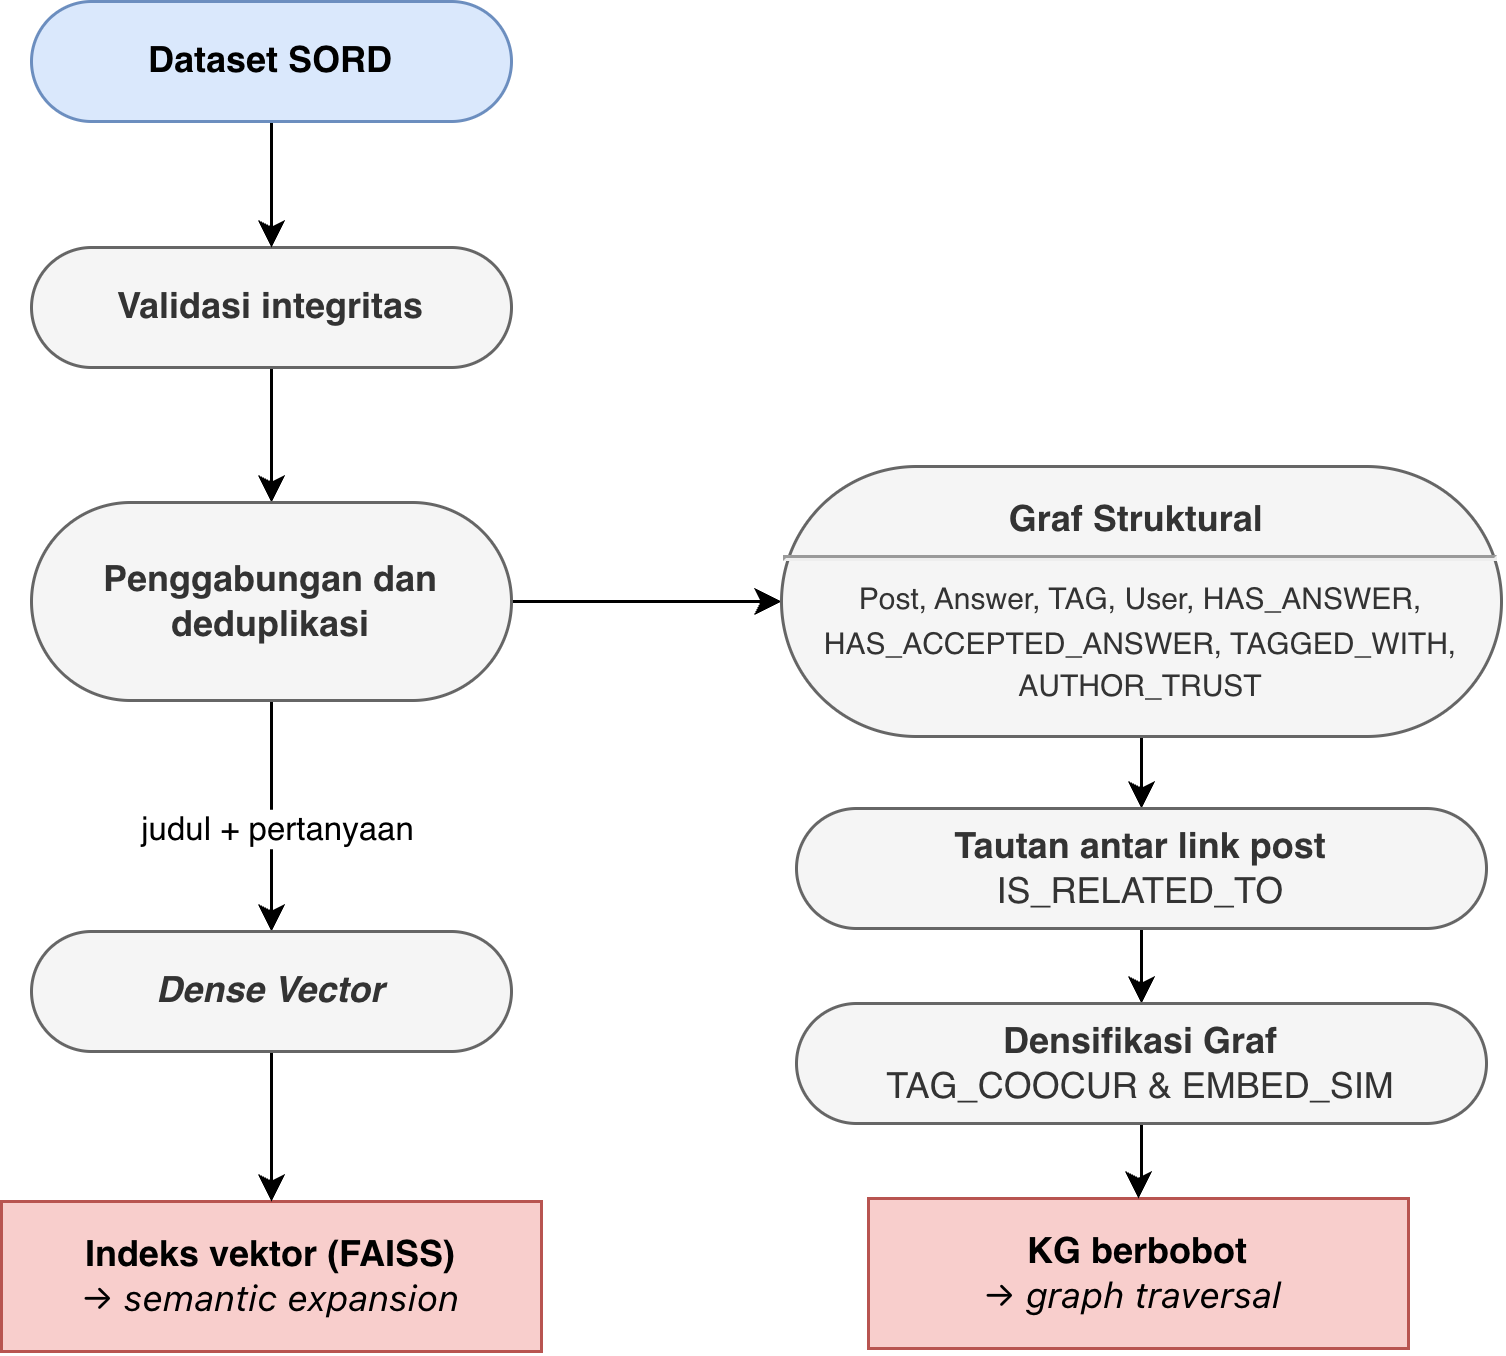 Dataset SORD
Validasi integritas
Penggabungan dan
deduplikasi
judul + pertanyaan
Dense Vector
Indeks vektor (FAISS)
→ semantic expansion
Graf Struktural
Post, Answer, TAG, User, HAS_ANSWER,
HAS_ACCEPTED_ANSWER, TAGGED_WITH,
AUTHOR_TRUST
Tautan antar link post
IS_RELATED_TO
Densifikasi Graf
TAG_COOCUR & EMBED_SIM
KG berbobot
→ graph traversal